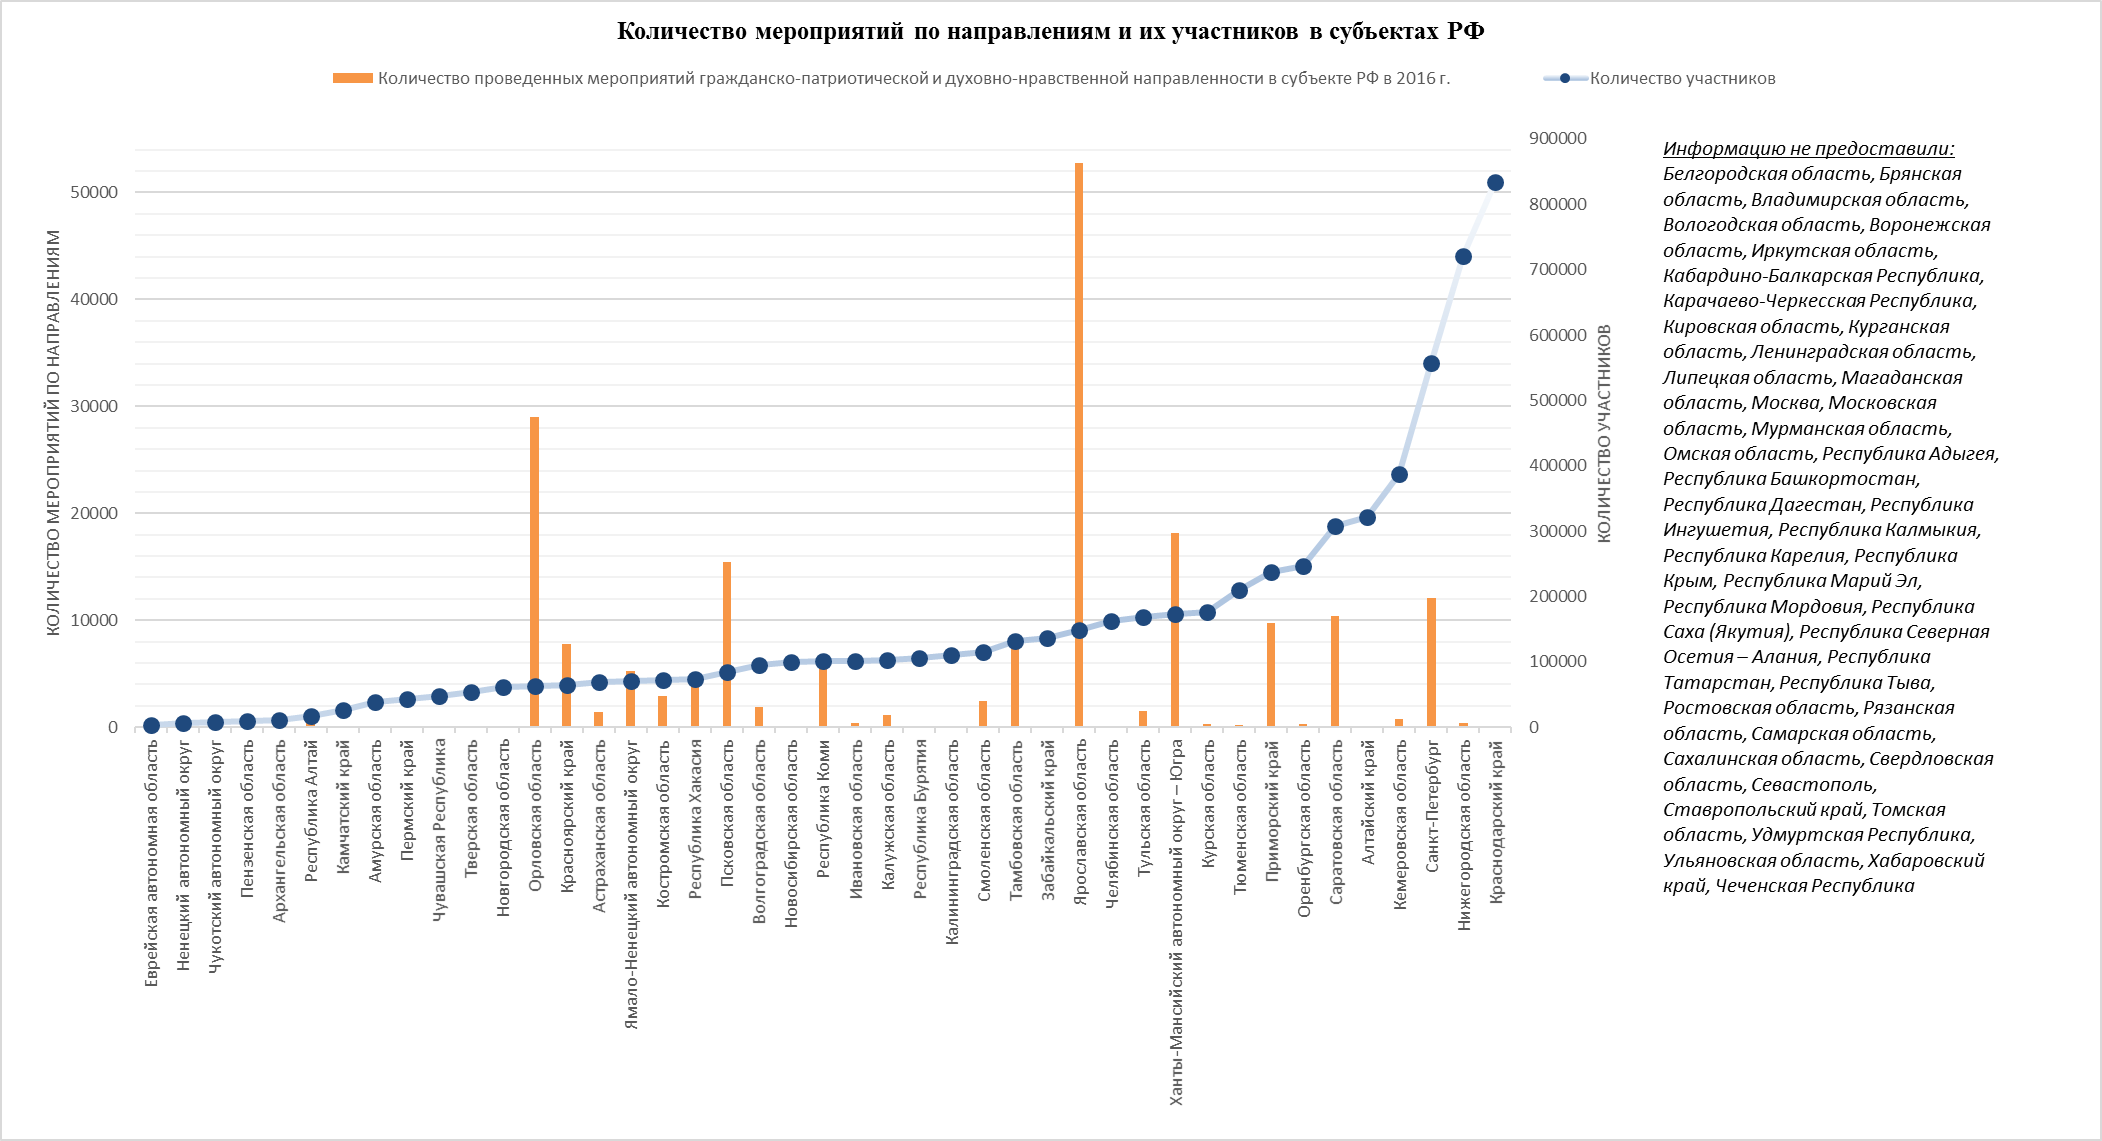 Количество мероприятий по направлениям и их участников в субъектах РФ
Количество проведенных мероприятий гражданско-патриотической и духовно-нравственной направленности в субъекте РФ в 2016 г.
Количество участников
КОЛИЧЕСТВО МЕРОПРИЯТИЙ ПО НАПРАВЛЕНИЯМ
50000
40000
30000
20000
10000
0
900000
800000
700000
600000
500000
400000
300000
200000
100000
0
КОЛИЧЕСТВО УЧАСТНИКОВ
Еврейская автономная область
Ненецкий автономный округ
Чукотский автономный округ
Пензенская область
Архангельская область
Республика Алтай
Камчатский край
Амурская область
Пермский край
Чувашская Республика
Тверская область
Новгородская область
Орловская область
Красноярский край
Астраханская область
Ямало-Ненецкий автономный округ
Костромская область
Республика Хакасия
Псковская область
Волгоградская область
Новосибирская область
Республика Коми
Ивановская область
Калужская область
Республика Бурятия
Калининградская область
Смоленская область
Тамбовская область
Забайкальский край
Ярославская область
Челябинская область
Тульская область
Ханты-Мансийский автономный округ – Югра
Курская область
Тюменская область
Приморский край
Оренбургская область
Саратовская область
Алтайский край
Кемеровская область
Санкт-Петербург
Нижегородская область
Краснодарский край
Информацию не предоставили:
Белгородская область, Брянская
область, Владимирская область,
Вологодская область, Воронежская
область, Иркутская область,
Кабардино-Балкарская Республика,
Карачаево-Черкесская Республика,
Кировская область, Курганская
область, Ленинградская область,
Липецкая область, Магаданская
область, Москва, Московская
область, Мурманская область,
Омская область, Республика Адыгея,
Республика Башкортостан,
Республика Дагестан, Республика
Ингушетия, Республика Калмыкия,
Республика Карелия, Республика
Крым, Республика Марий Эл,
Республика Мордовия, Республика
Саха (Якутия), Республика Северная
Осетия – Алания, Республика
Татарстан, Республика Тыва,
Ростовская область, Рязанская
область, Самарская область,
Сахалинская область, Свердловская
область, Севастополь,
Ставропольский край, Томская
область, Удмуртская Республика,
Ульяновская область, Хабаровский
край, Чеченская Республика